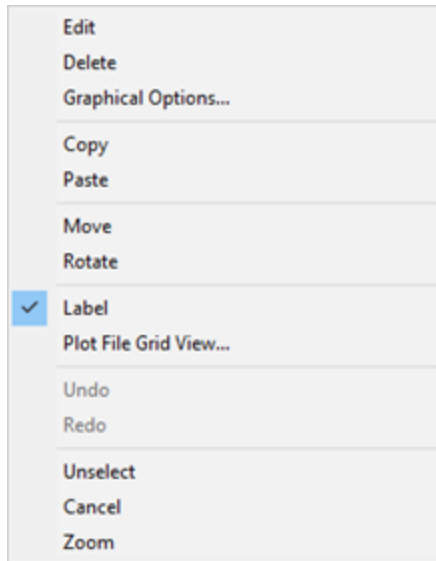 Edit
Delete
Graphical Options...
Copy
Paste
Move
Rotate
Label
Plot File Grid View...
Undo
Redo
Unselect
Cancel
Zoom